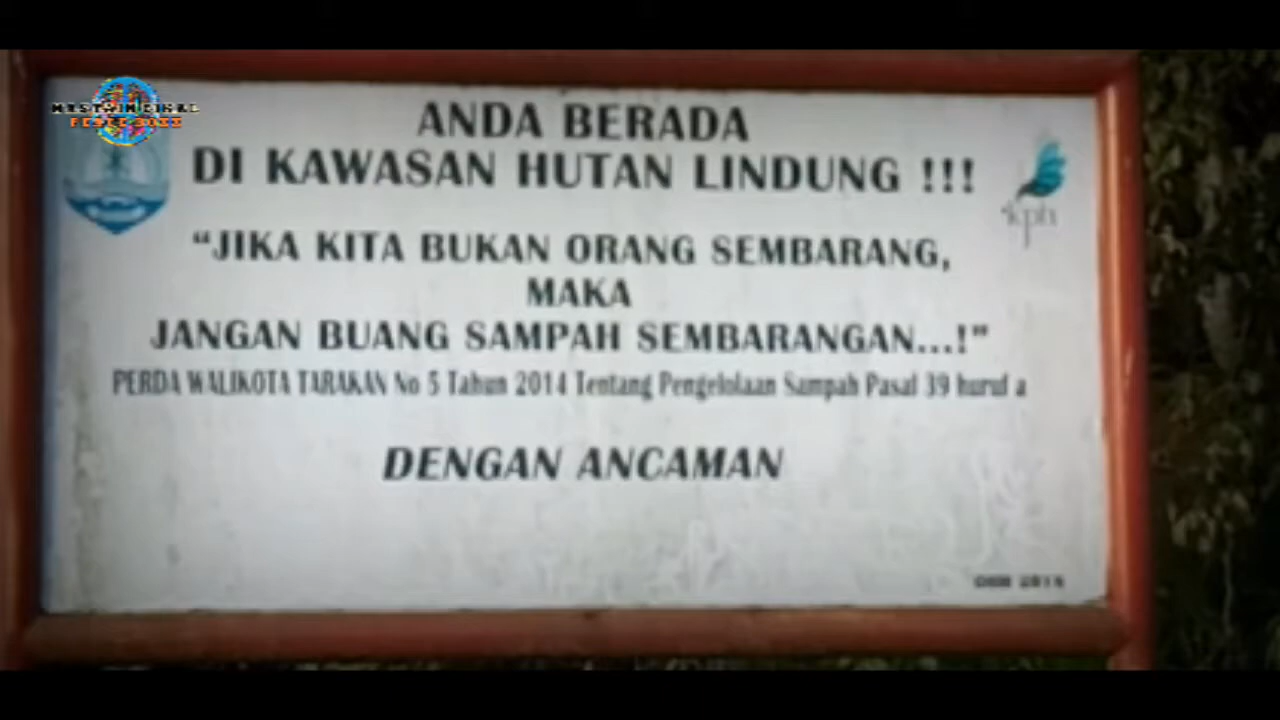 ANDA BERADA
DI KAWASAN HUTAN LINDUNG !!!
kph
“JIKA KITA BUKAN ORANG SEMBARANG,
MAKA
JANGAN BUANG SAMPAH SEMBARANGAN...!”
PERDA WALIKOTA TARAKAN No 5 Tahun 2014 Tentang Pengelolaan Sampah Pasal 39 huruf a
DENGAN ANCAMAN